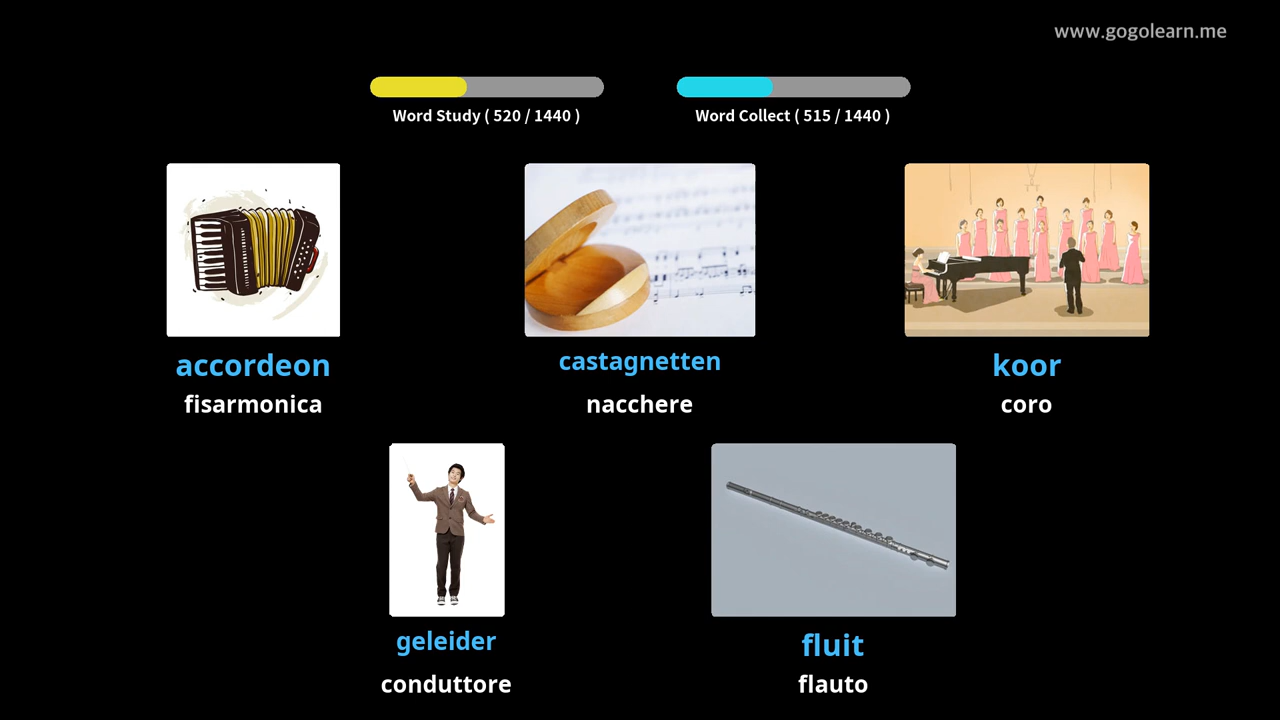 www.gogolearn.me
Word Study ( 520 / 1440 )
Word Collect ( 515 / 1440 )
accordeon
fisarmonica
castagnetten
nacchere
koor
coro
geleider
conduttore
fluit
flauto